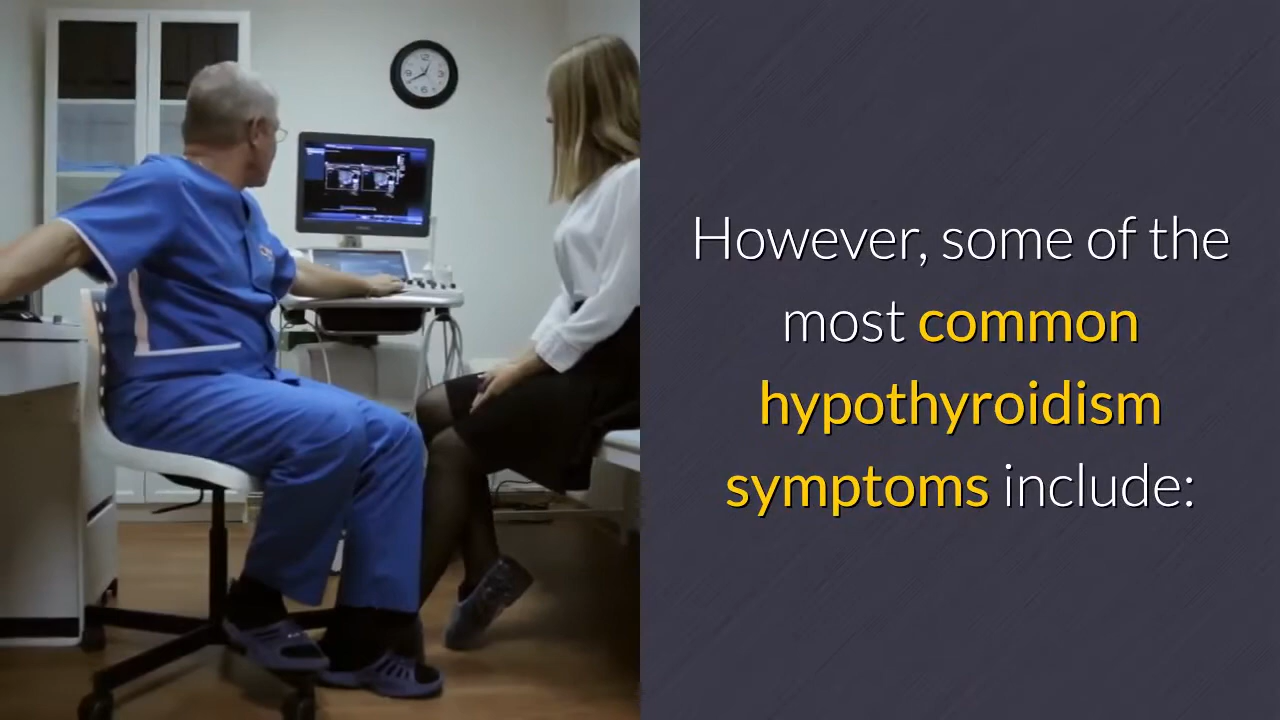 However, some of the
most common
hypothyroidism
symptoms include: